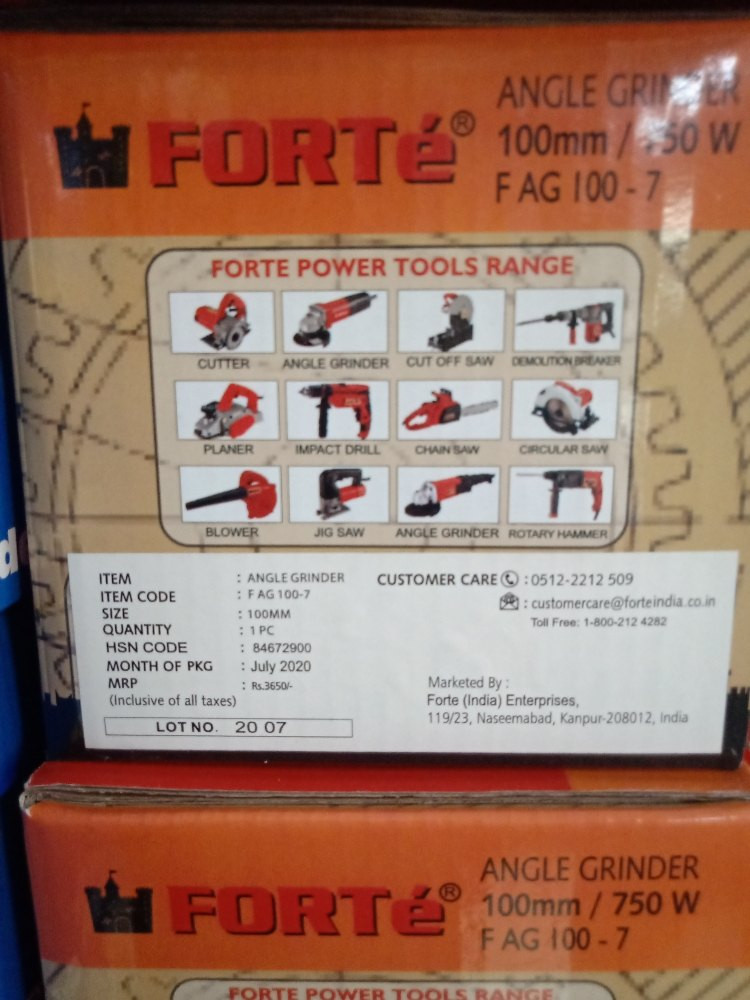 FORTé®
ANGLE GRINDER
100mm / 750 W
F AG 100 - 7
FORTE POWER TOOLS RANGE
CUTTER ANGLE GRINDER CUT OFF SAW DEMOLITION BREAKER
PLANER IMPACT DRILL CHAIN SAW CIRCULAR SAW
BLOWER JIG SAW ANGLE GRINDER ROTARY HAMMER
ITEM : ANGLE GRINDER
ITEM CODE : F AG 100-7
SIZE : 100MM
QUANTITY : 1 PC
HSN CODE : 84672900
MONTH OF PKG : July 2020
MRP : Rs.3650/-
(Inclusive of all taxes)
LOT NO. 20 07
CUSTOMER CARE : 0512-2212 509
: customercare@forteindia.co.in
Toll Free: 1-800-212 4282
Marketed By :
Forte (India) Enterprises,
119/23, Naseemabad, Kanpur-208012, India
FORTé®
ANGLE GRINDER
100mm / 750 W
F AG 100 - 7
FORTE POWER TOOLS RANGE